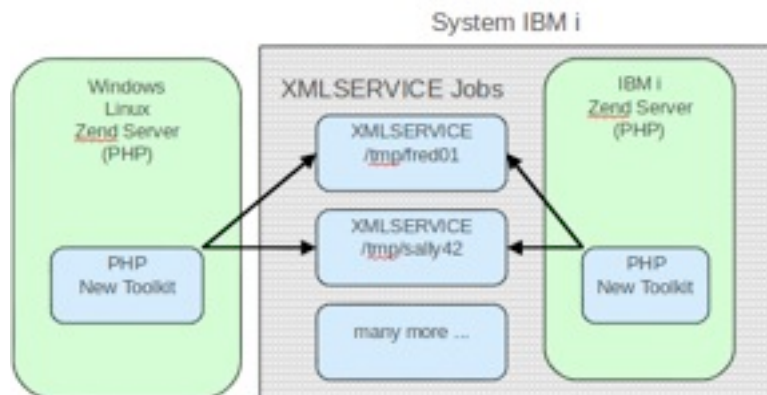 System IBM i
Windows
Linux
Zend Server
(PHP)
PHP
New Toolkit
XMLSERVICE Jobs
XMLSERVICE
/tmp/fred01
XMLSERVICE
/tmp/sally42
many more ...
IBM i
Zend Server
(PHP)
PHP
New Toolkit